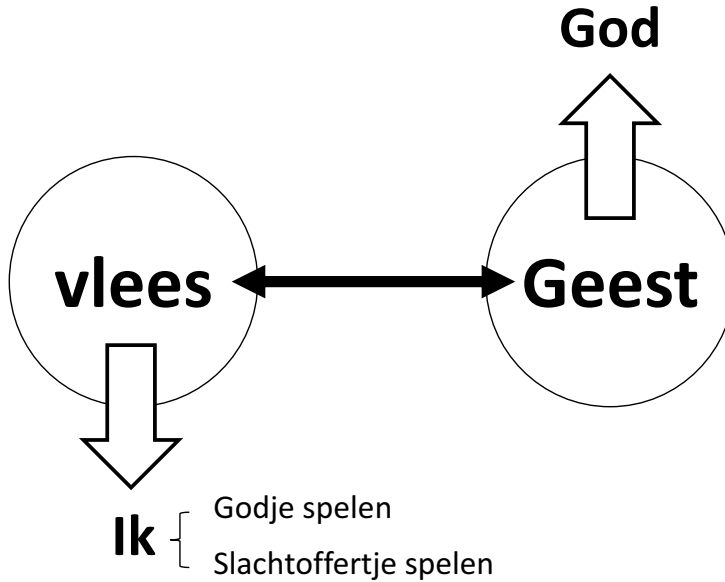 God
vlees
Geest
Ik
Godje spelen
Slachtoffertje spelen